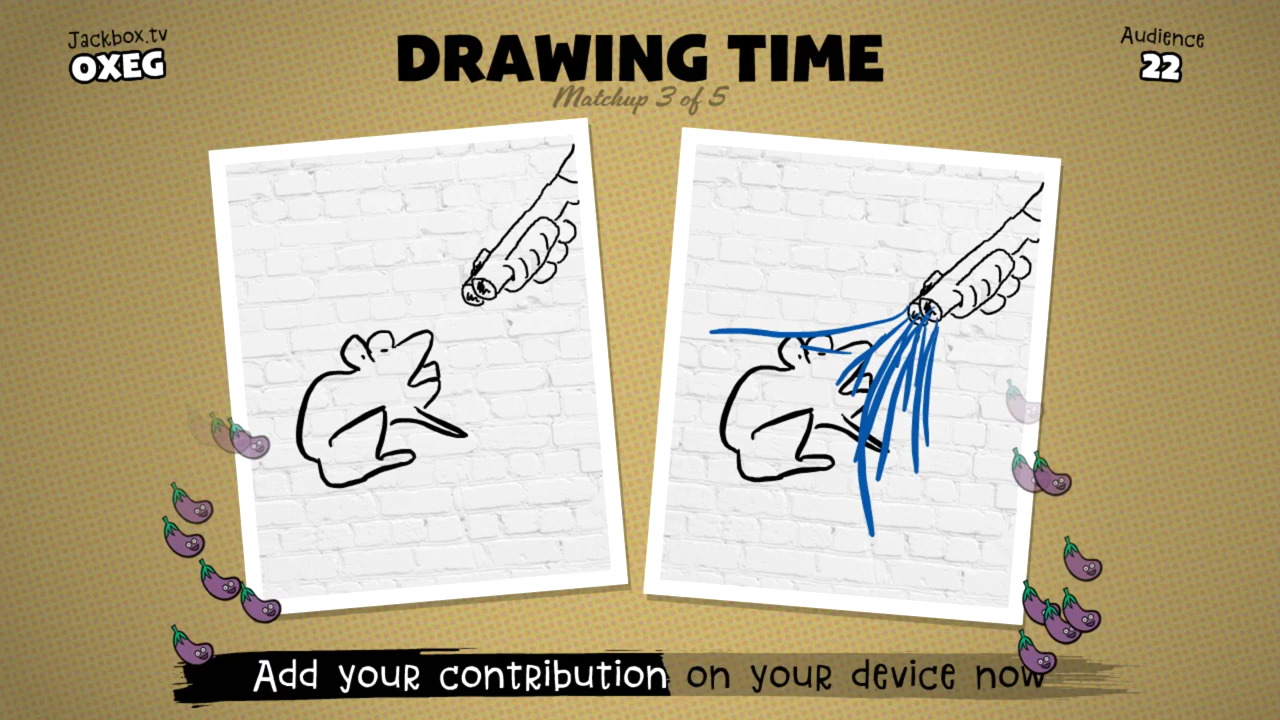 Jackbox.tv
OXEG
DRAWING TIME
Matchup 3 of 5
Audience
22
Add your contribution on your device now